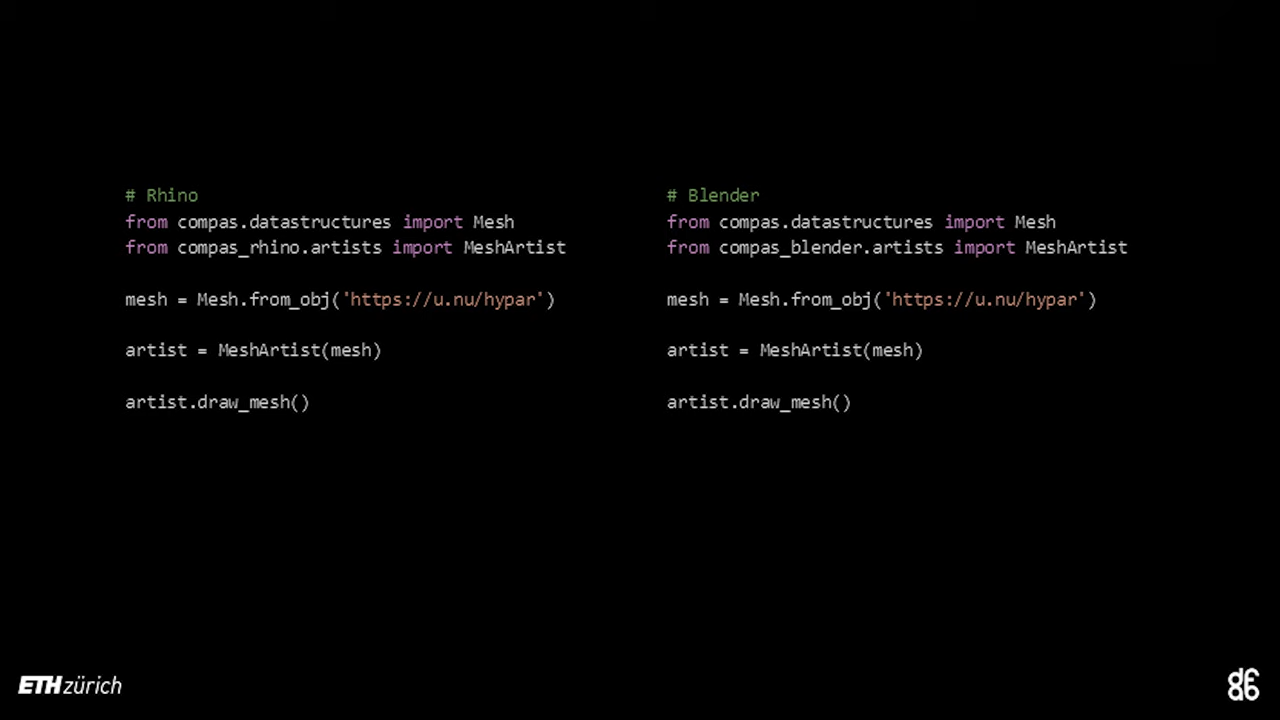 # Rhino
from compas.datastructures import Mesh
from compas_rhino.artists import MeshArtist
mesh = Mesh.from_obj('https://u.nu/hypar')
artist = MeshArtist(mesh)
artist.draw_mesh()
# Blender
from compas.datastructures import Mesh
from compas_blender.artists import MeshArtist
mesh = Mesh.from_obj('https://u.nu/hypar')
artist = MeshArtist(mesh)
artist.draw_mesh()
ETH zürich